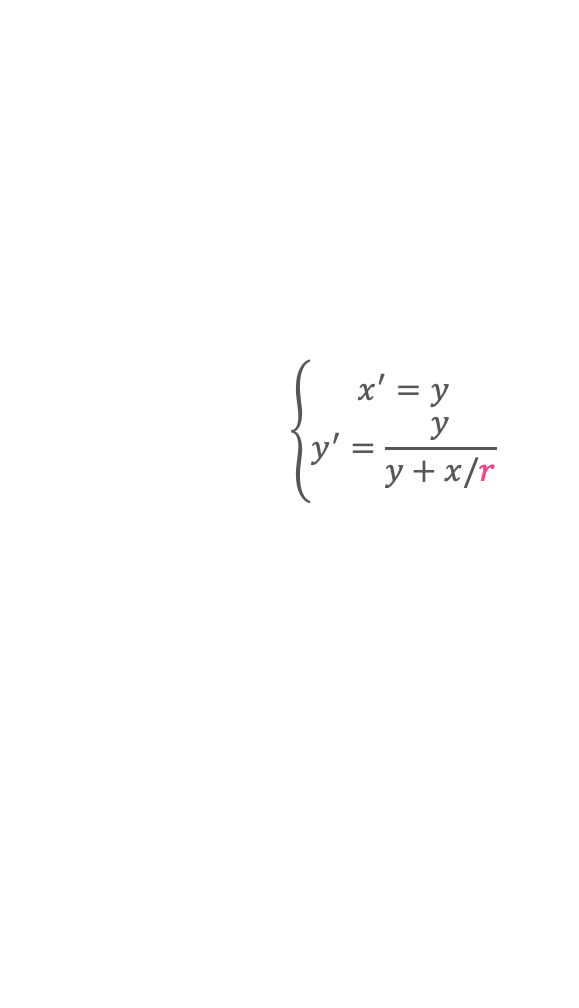 x′ = y
y′ = y / (y + x/r)